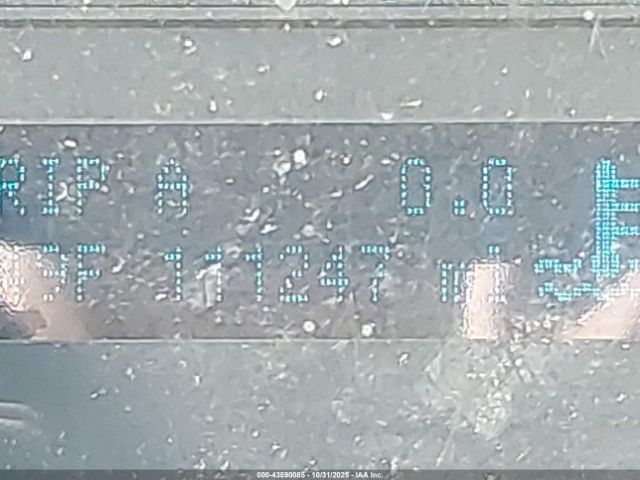 RIP A 0.0
°F 171247 mi
000-43590085 - 10/31/2025 - IAA Inc.